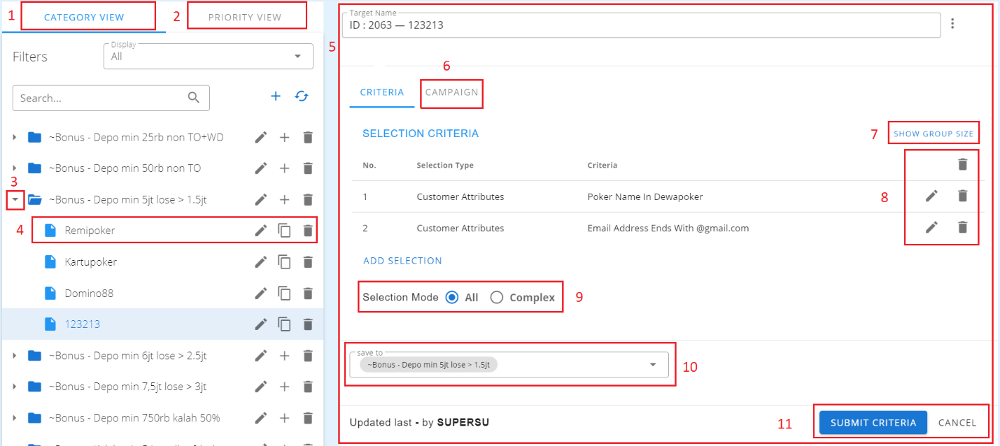 1 CATEGORY VIEW 2 PRIORITY VIEW
Filters
Display
All
Search...
~Bonus - Depo min 25rb non TO+WD
~Bonus - Depo min 50rb non TO
3
~Bonus - Depo min 5jt lose > 1.5jt
4 Remipoker
Kartupoker
Domino88
123213
~Bonus - Depo min 6jt lose > 2.5jt
~Bonus - Depo min 7,5jt lose > 3jt
~Bonus - Depo min 750rb kalah 50%
5
Target Name
ID : 2063 — 123213
6
CRITERIA CAMPAIGN
SELECTION CRITERIA 7 SHOW GROUP SIZE
No. Selection Type Criteria
1 Customer Attributes Poker Name In Dewapoker 8
2 Customer Attributes Email Address Ends With @gmail.com
ADD SELECTION
Selection Mode All Complex 9
save to
~Bonus - Depo min 5jt lose > 1.5jt 10
Updated last - by SUPERSU 11 SUBMIT CRITERIA CANCEL